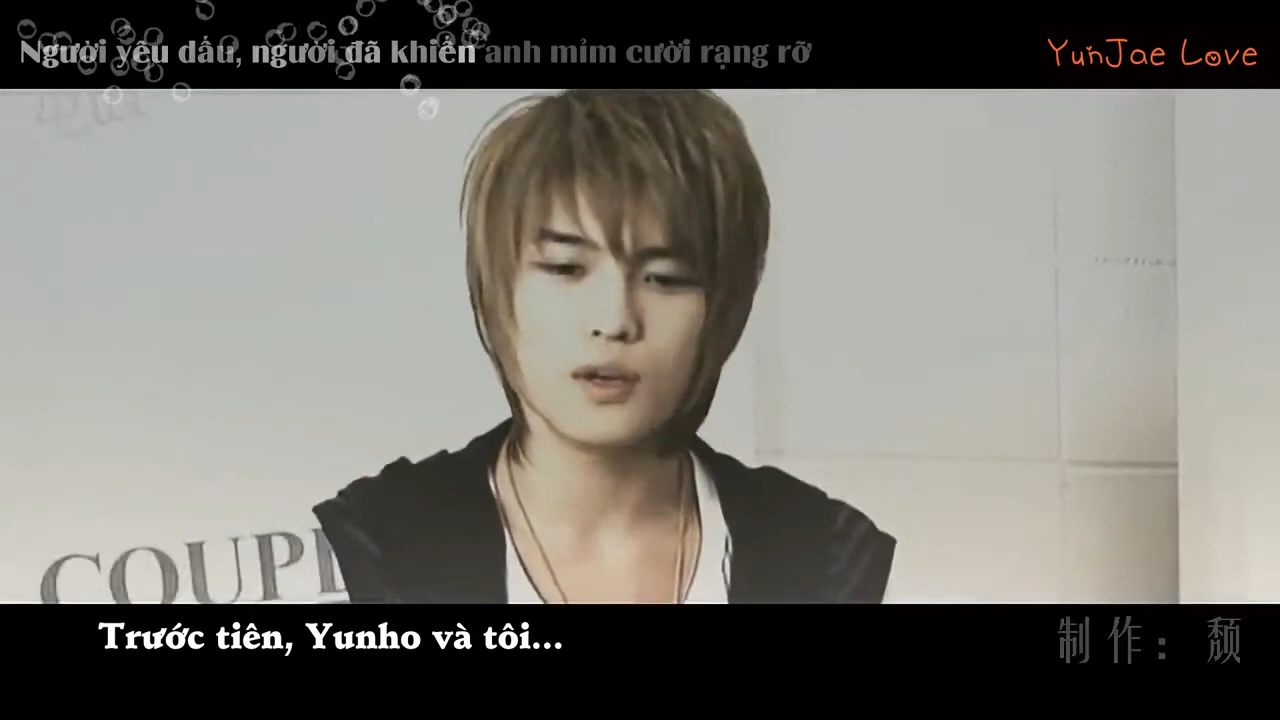 Người yêu dấu, người đã khiến anh mỉm cười rạng rỡ
YunJae Love
COUPL
Trước tiên, Yunho và tôi...
制作：颓